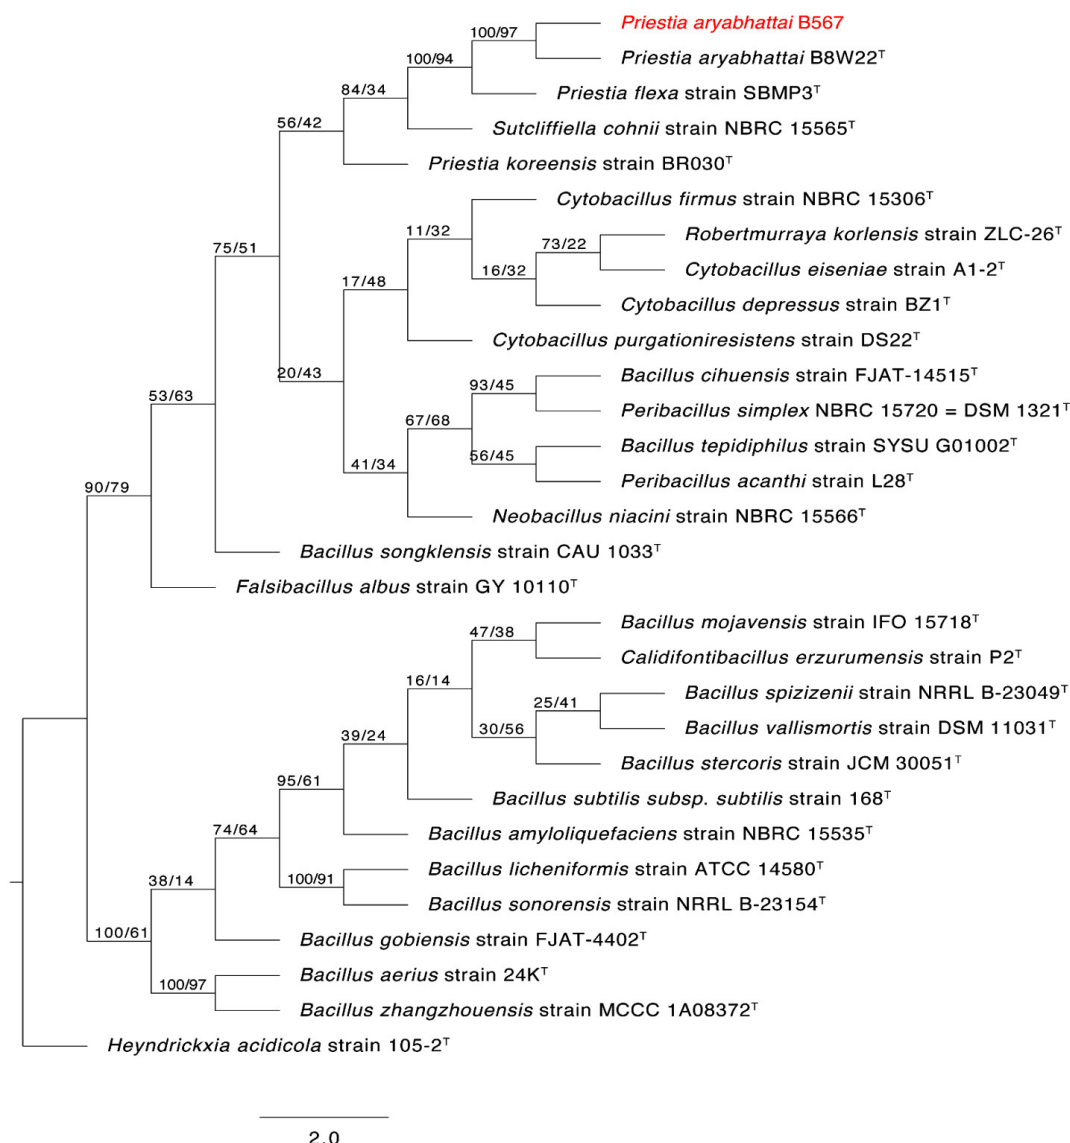 Priestia aryabhattai B567
100/97
Priestia aryabhattai B8W22ᵀ
100/94
Priestia flexa strain SBMP3ᵀ
84/34
Sutcliffiella cohnii strain NBRC 15565ᵀ
56/42
Priestia koreensis strain BR030ᵀ
Cytobacillus firmus strain NBRC 15306ᵀ
11/32
Robertmurraya korlensis strain ZLC-26ᵀ
75/51
73/22
16/32
Cytobacillus eiseniae strain A1-2ᵀ
17/48
Cytobacillus depressus strain BZ1ᵀ
Cytobacillus purgationiresistens strain DS22ᵀ
20/43
Bacillus cihuensis strain FJAT-14515ᵀ
93/45
53/63
Peribacillus simplex NBRC 15720 = DSM 1321ᵀ
67/68
Bacillus tepidiphilus strain SYSU G01002ᵀ
56/45
41/34
Peribacillus acanthi strain L28ᵀ
90/79
Neobacillus niacini strain NBRC 15566ᵀ
Bacillus songklensis strain CAU 1033ᵀ
Falsibacillus albus strain GY 10110ᵀ
Bacillus mojavensis strain IFO 15718ᵀ
47/38
Calidifontibacillus erzurumensis strain P2ᵀ
16/14
Bacillus spizizenii strain NRRL B-23049ᵀ
25/41
30/56
Bacillus vallismortis strain DSM 11031ᵀ
39/24
Bacillus stercoris strain JCM 30051ᵀ
95/61
Bacillus subtilis subsp. subtilis strain 168ᵀ
74/64
Bacillus amyloliquefaciens strain NBRC 15535ᵀ
Bacillus licheniformis strain ATCC 14580ᵀ
38/14
100/91
Bacillus sonorensis strain NRRL B-23154ᵀ
100/61
Bacillus gobiensis strain FJAT-4402ᵀ
Bacillus aerius strain 24Kᵀ
100/97
Bacillus zhangzhouensis strain MCCC 1A08372ᵀ
Heyndrickxia acidicola strain 105-2ᵀ
2.0